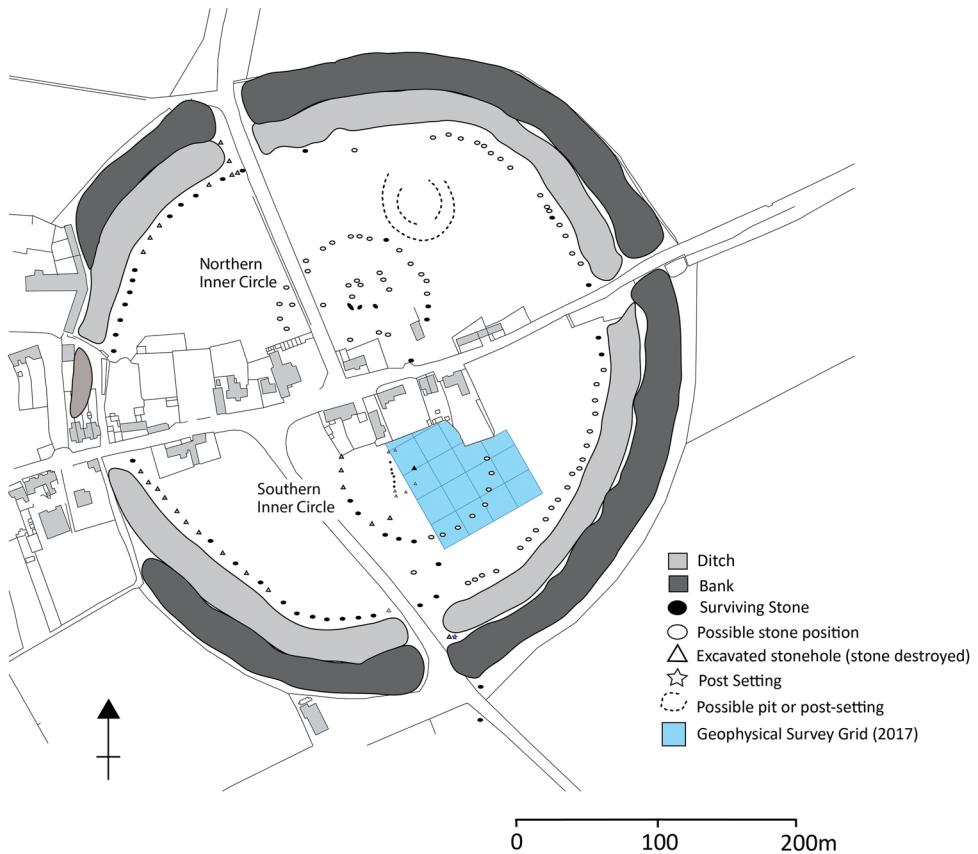 Northern
Inner Circle
Southern
Inner Circle
Ditch
Bank
Surviving Stone
Possible stone position
Excavated stonehole (stone destroyed)
Post Setting
Possible pit or post-setting
Geophysical Survey Grid (2017)
0 100 200m